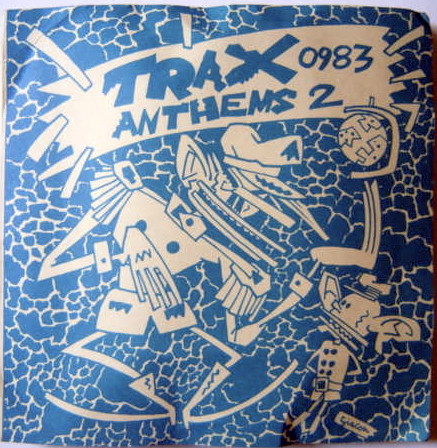 TRAX 0983
ANTHEMS 2